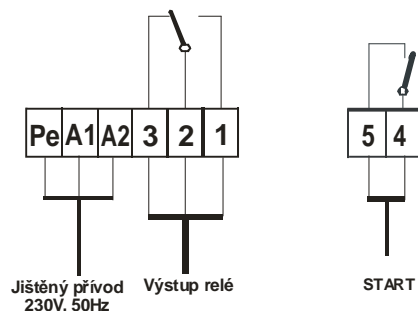 Pe A1 A2 3 2 1
5 4
Jištěný přívod
230V, 50Hz
Výstup relé
START